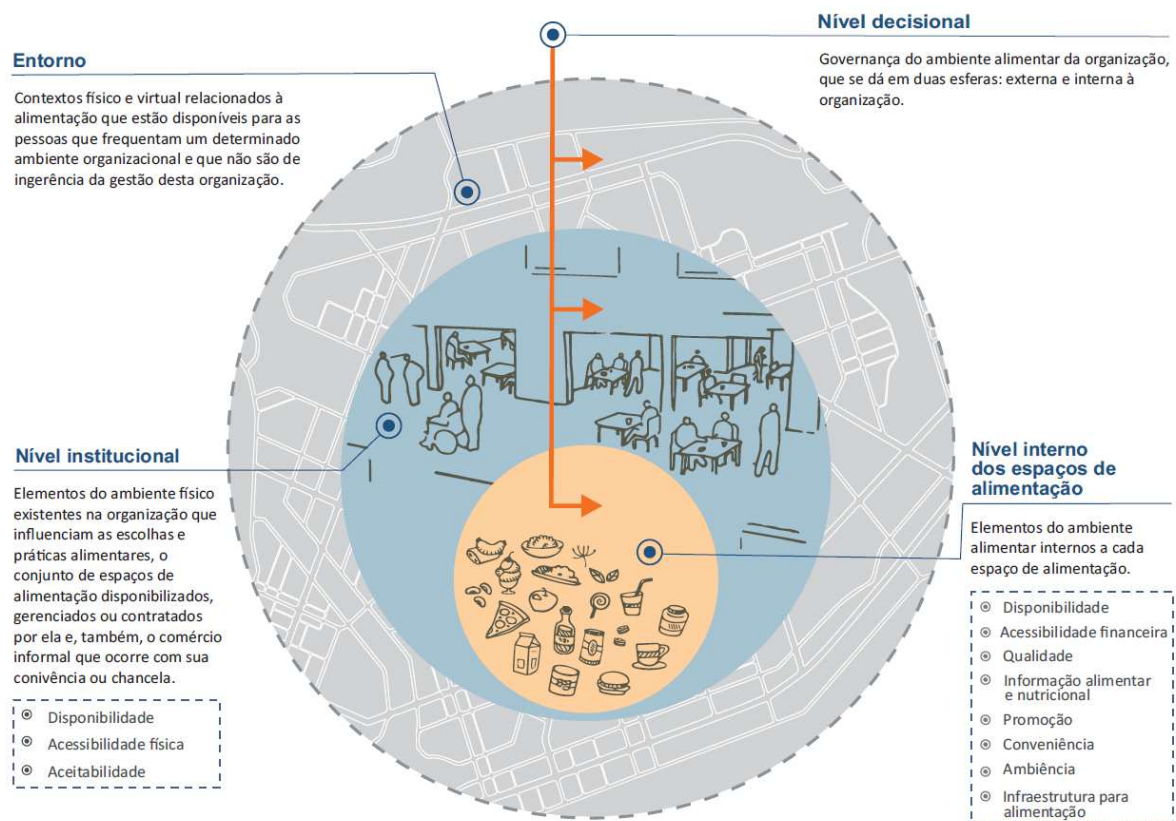 Nível decisional
Governança do ambiente alimentar da organização,
que se dá em duas esferas: externa e interna à
organização.
Entorno
Contextos físico e virtual relacionados à
alimentação que estão disponíveis para as
pessoas que frequentam um determinado
ambiente organizacional e que não são de
ingerência da gestão desta organização.
Nível institucional
Elementos do ambiente físico
existentes na organização que
influenciam as escolhas e
práticas alimentares, o
conjunto de espaços de
alimentação disponibilizados,
gerenciados ou contratados
por ela e, também, o comércio
informal que ocorre com sua
conivência ou chancela.
Disponibilidade
Acessibilidade física
Aceitabilidade
Nível interno
dos espaços de
alimentação
Elementos do ambiente
alimentar internos a cada
espaço de alimentação.
Disponibilidade
Acessibilidade financeira
Qualidade
Informação alimentar
e nutricional
Promoção
Conveniência
Ambiência
Infraestrutura para
alimentação